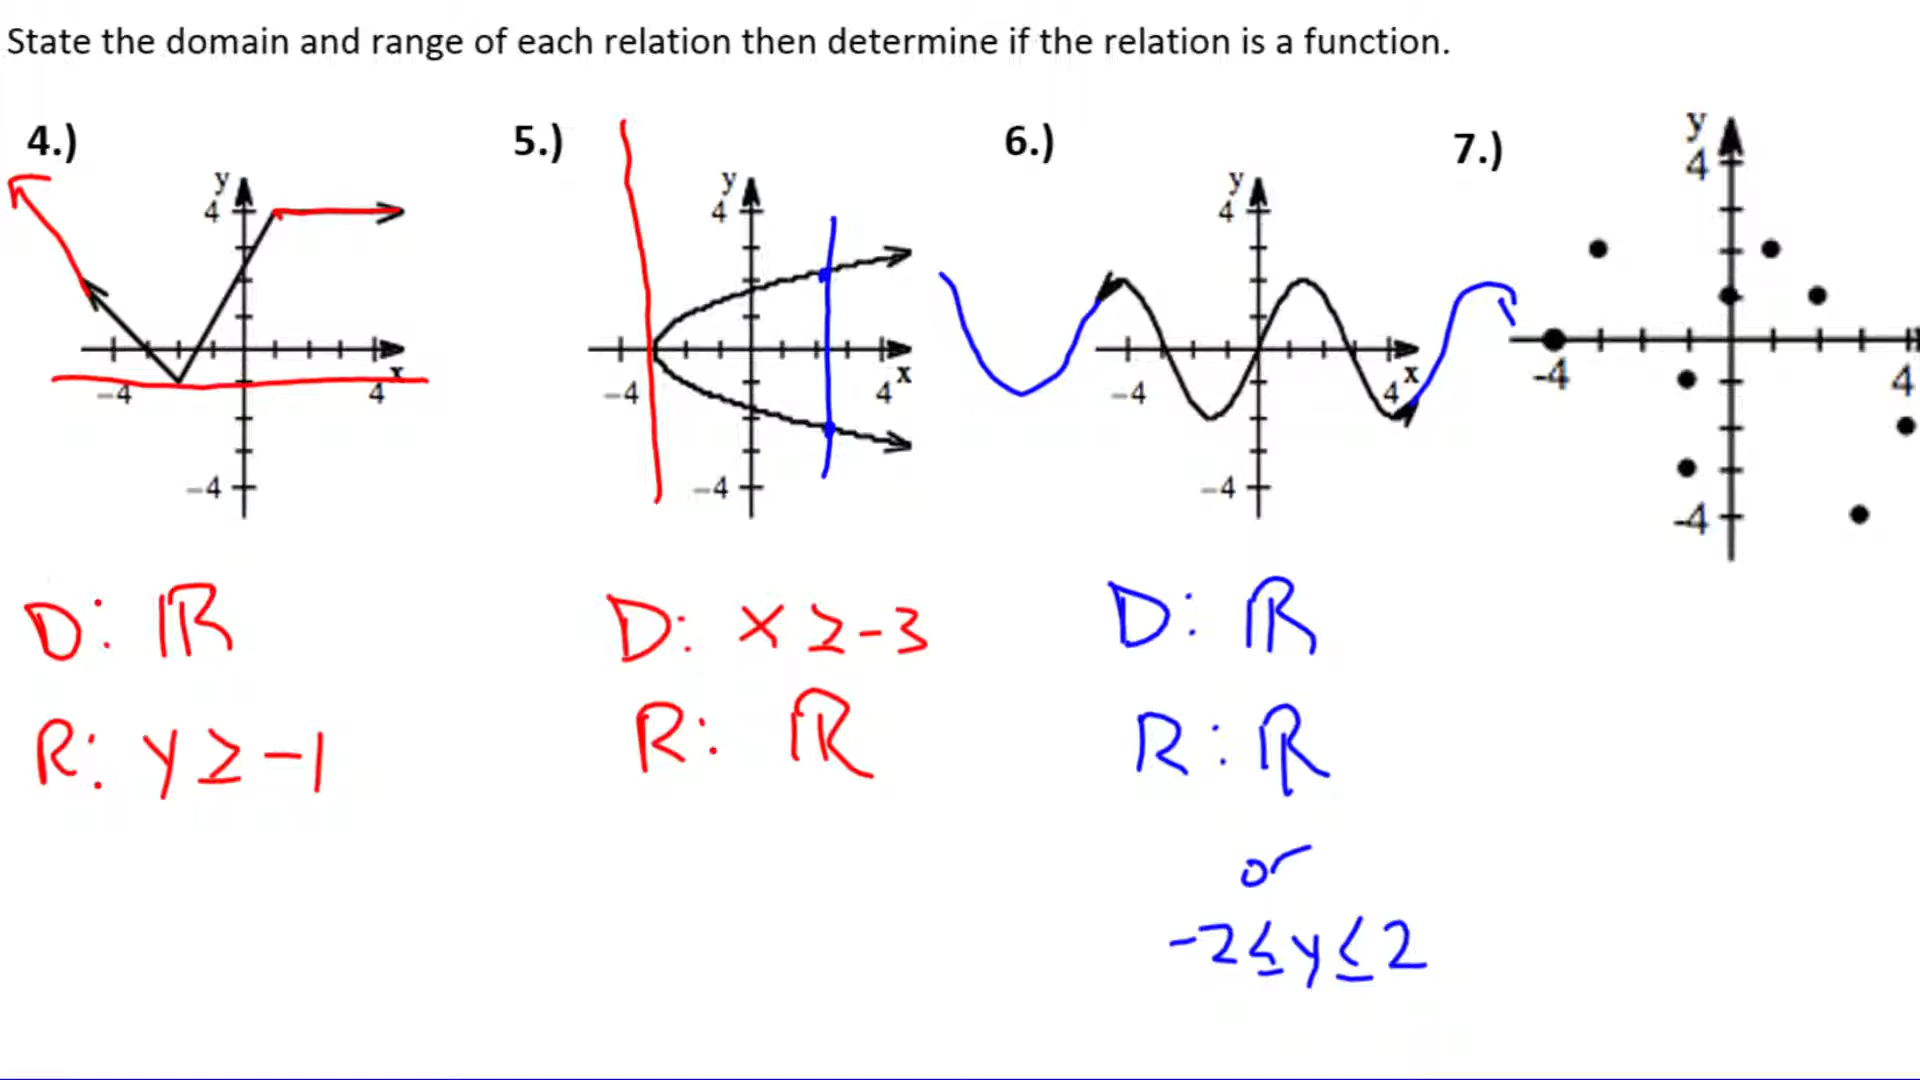 State the domain and range of each relation then determine if the relation is a function.
4.)
y
4
x
-4
4
-4
5.)
y
4
x
-4
4
-4
6.)
y
4
x
-4
4
-4
7.)
y
4
-4
4
-4
D: ℝ
R: y ≥ -1
D: x ≥ -3
R: ℝ
D: ℝ
R: ℝ
or
-2 ≤ y ≤ 2